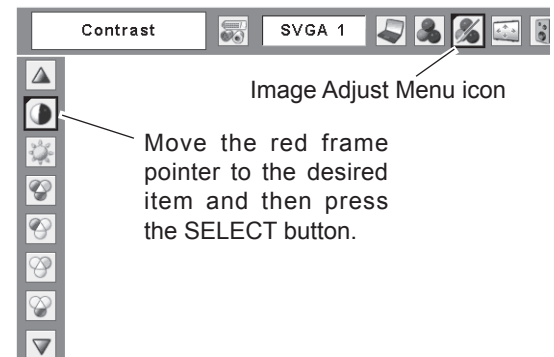 Contrast
SVGA 1
Image Adjust Menu icon
Move the red frame
pointer to the desired
item and then press
the SELECT button.